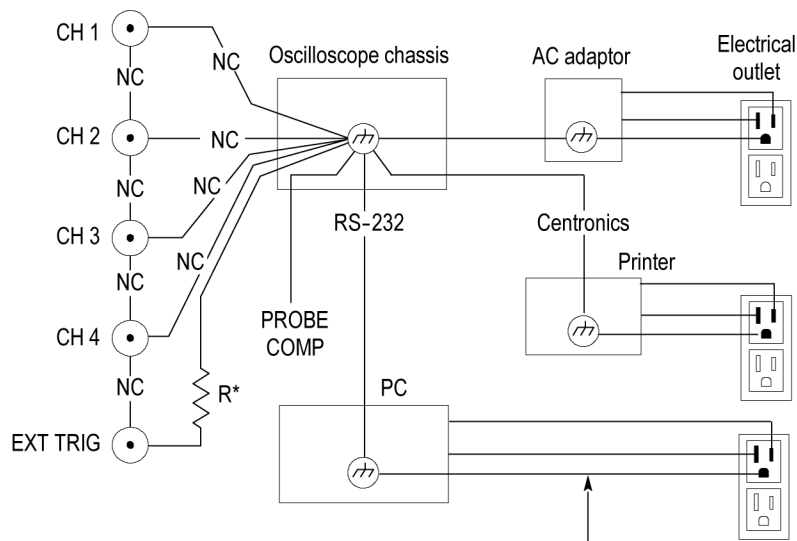 CH 1
NC
NC
Oscilloscope chassis
AC adaptor
Electrical
outlet
CH 2
NC
NC
NC
CH 3
NC
NC
RS-232
Centronics
Printer
CH 4
PROBE
COMP
NC
R*
PC
EXT TRIG